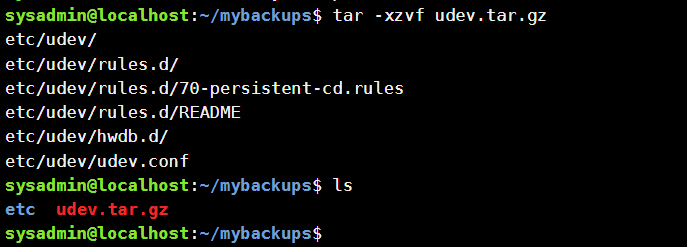 sysadmin@localhost:~/mybackups$ tar -xzvf udev.tar.gz
etc/udev/
etc/udev/rules.d/
etc/udev/rules.d/70-persistent-cd.rules
etc/udev/rules.d/README
etc/udev/hwdb.d/
etc/udev/udev.conf
sysadmin@localhost:~/mybackups$ ls
etc  udev.tar.gz
sysadmin@localhost:~/mybackups$